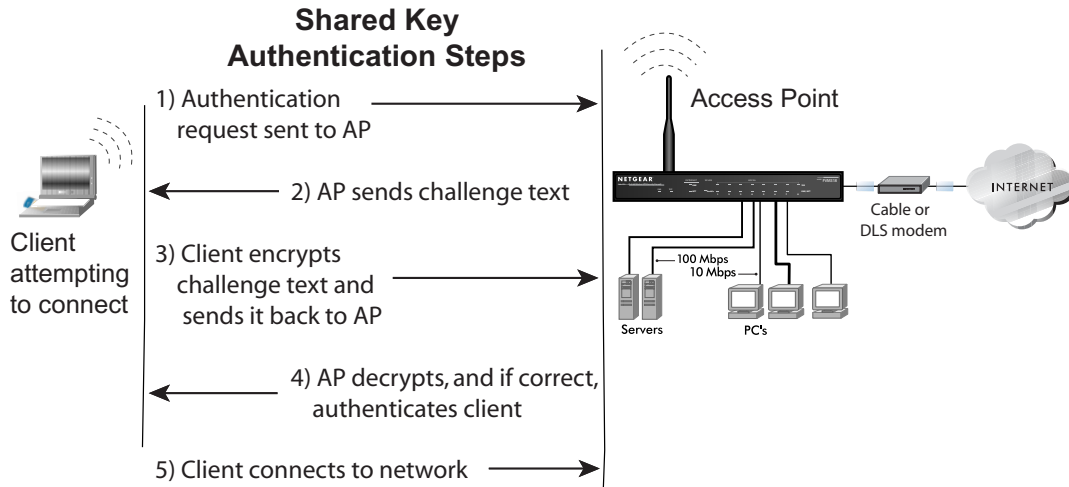 Shared Key
Authentication Steps
1) Authentication
request sent to AP
2) AP sends challenge text
3) Client encrypts
challenge text and
sends it back to AP
4) AP decrypts, and if correct,
authenticates client
5) Client connects to network
Client
attempting
to connect
Access Point
NETGEAR
INTERNET
Cable or
DLS modem
100 Mbps
10 Mbps
Servers
PC's